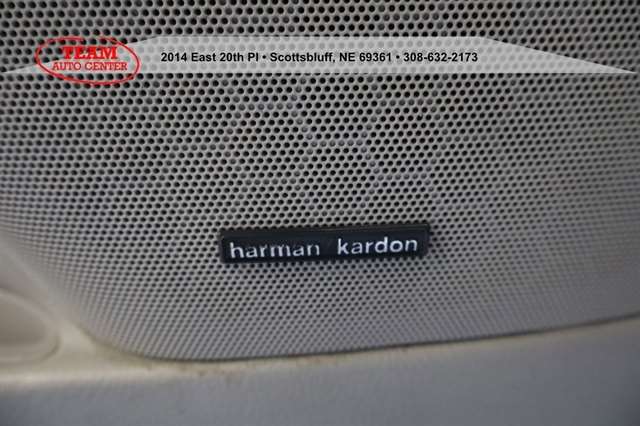 TEAM
AUTO CENTER
2014 East 20th Pl • Scottsbluff, NE 69361 • 308-632-2173
harman kardon